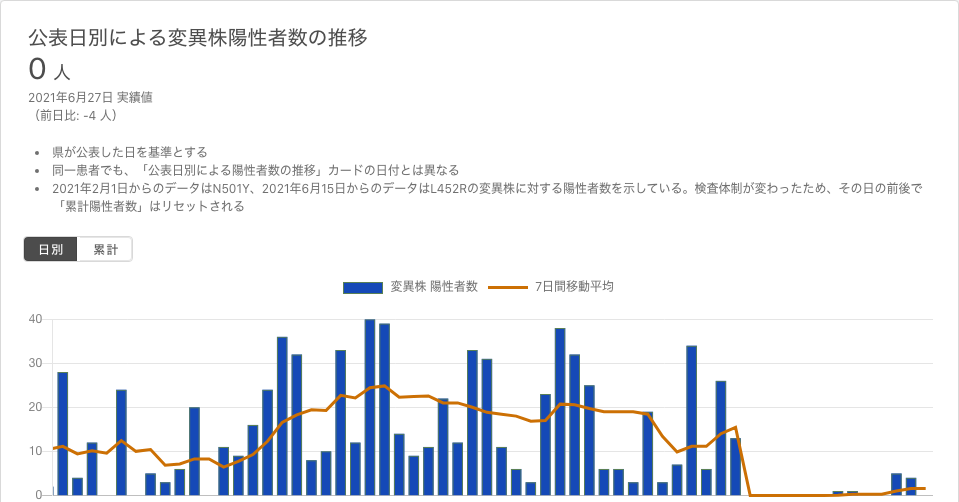 公表日別による変異株陽性者数の推移
0 人
2021年6月27日 実績値
（前日比: -4 人）
• 県が公表した日を基準とする
• 同一患者でも、「公表日別による陽性者数の推移」カードの日付とは異なる
• 2021年2月1日からのデータはN501Y、2021年6月15日からのデータはL452Rの変異株に対する陽性者数を示している。検査体制が変わったため、その日の前後で
「累計陽性者数」はリセットされる
日別 累計
変異株 陽性者数 7日間移動平均
40
30
20
10
0